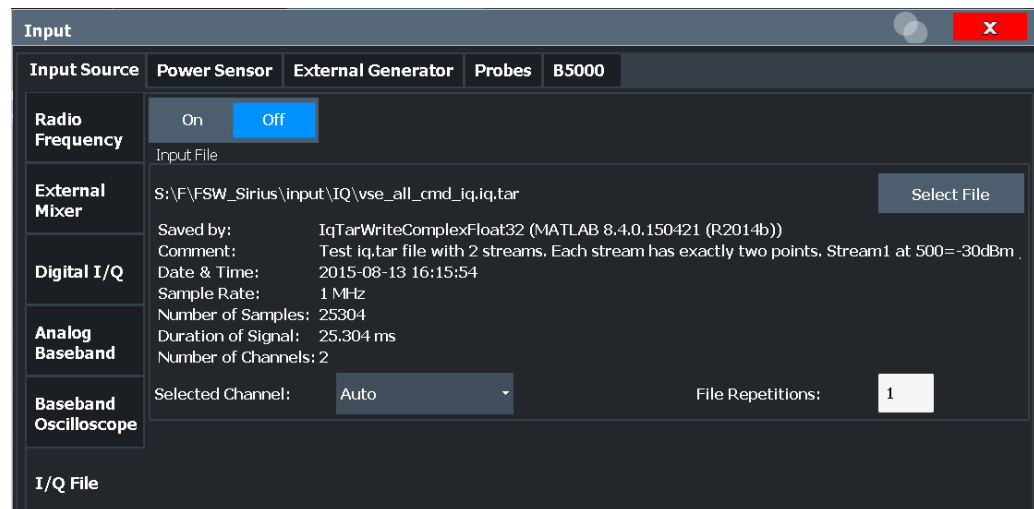 Input
X
Input Source Power Sensor External Generator Probes B5000
Radio
Frequency
On Off
Input File
External
Mixer
S:\F\FSW_Sirius\input\IQ\vse_all_cmd_iq.iq.tar
Select File
Saved by: IqTarWriteComplexFloat32 (MATLAB 8.4.0.150421 (R2014b))
Comment: Test iq.tar file with 2 streams. Each stream has exactly two points. Stream1 at 500=-30dBm
Digital I/Q
Date & Time: 2015-08-13 16:15:54
Sample Rate: 1 MHz
Number of Samples: 25304
Analog
Baseband
Duration of Signal: 25.304 ms
Number of Channels: 2
Baseband
Oscilloscope
Selected Channel: Auto File Repetitions: 1
I/Q File